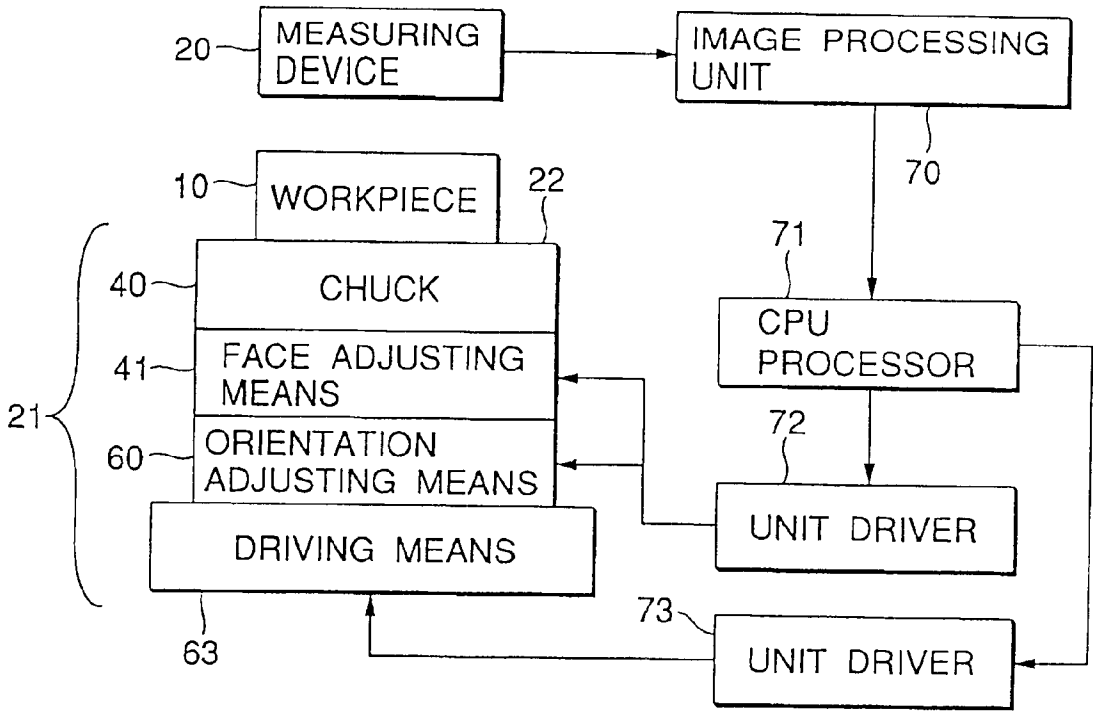 20
MEASURING
DEVICE
IMAGE PROCESSING
UNIT
70
10
WORKPIECE
22
71
40
CHUCK
CPU
PROCESSOR
41
FACE ADJUSTING
MEANS
21
72
60
ORIENTATION
ADJUSTING MEANS
UNIT DRIVER
DRIVING MEANS
73
63
UNIT DRIVER